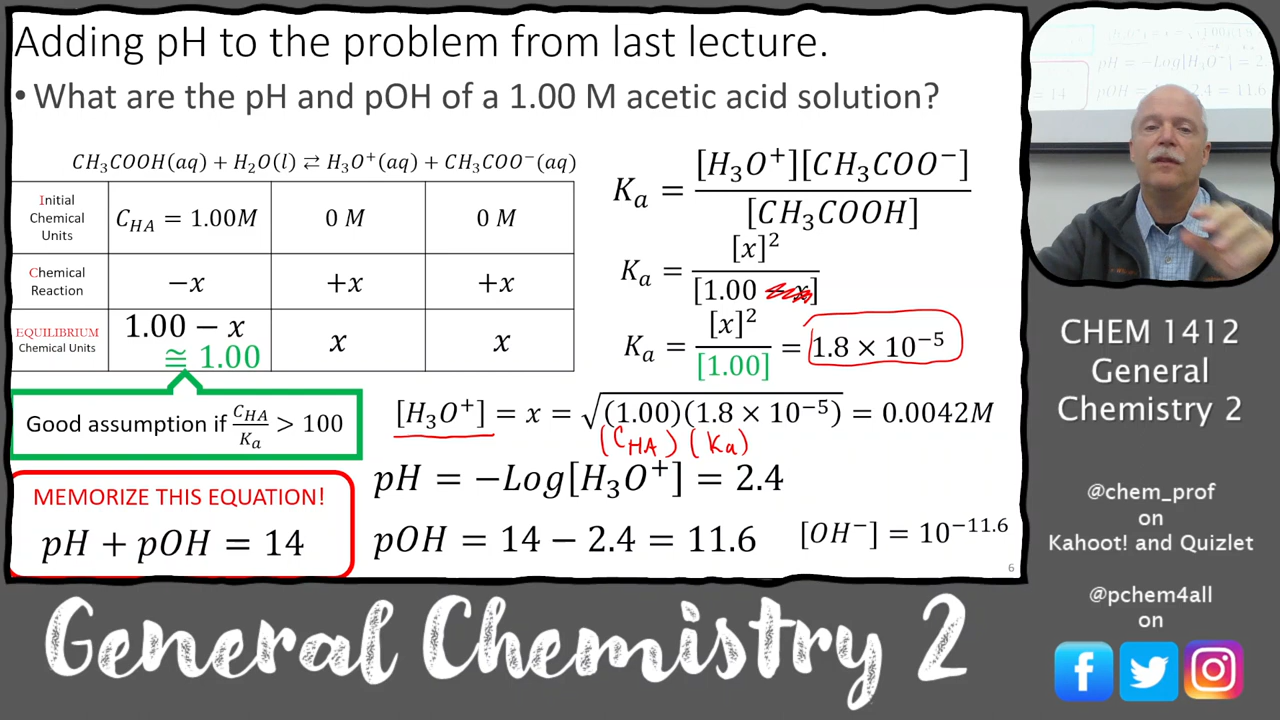 Adding pH to the problem from last lecture.
• What are the pH and pOH of a 1.00 M acetic acid solution?
CH₃COOH(aq) + H₂O(l) ⇄ H₃O⁺(aq) + CH₃COO⁻(aq)
Initial Chemical Units | C_HA = 1.00M | 0 M | 0 M
Chemical Reaction | −x | +x | +x
EQUILIBRIUM Chemical Units | 1.00 − x ≅ 1.00 | x | x
Good assumption if C_HA/K_a > 100
MEMORIZE THIS EQUATION!
pH + pOH = 14
K_a = [H₃O⁺][CH₃COO⁻] / [CH₃COOH]
K_a = [x]² / [1.00 − x]
K_a = [x]² / [1.00] = 1.8 × 10⁻⁵
[H₃O⁺] = x = √(1.00)(1.8 × 10⁻⁵) = 0.0042M
(C_HA) (Ka)
pH = −Log[H₃O⁺] = 2.4
pOH = 14 − 2.4 = 11.6 [OH⁻] = 10⁻¹¹·⁶
6
CHEM 1412
General
Chemistry 2
@chem_prof
on
Kahoot! and Quizlet
@pchem4all
on
General Chemistry 2